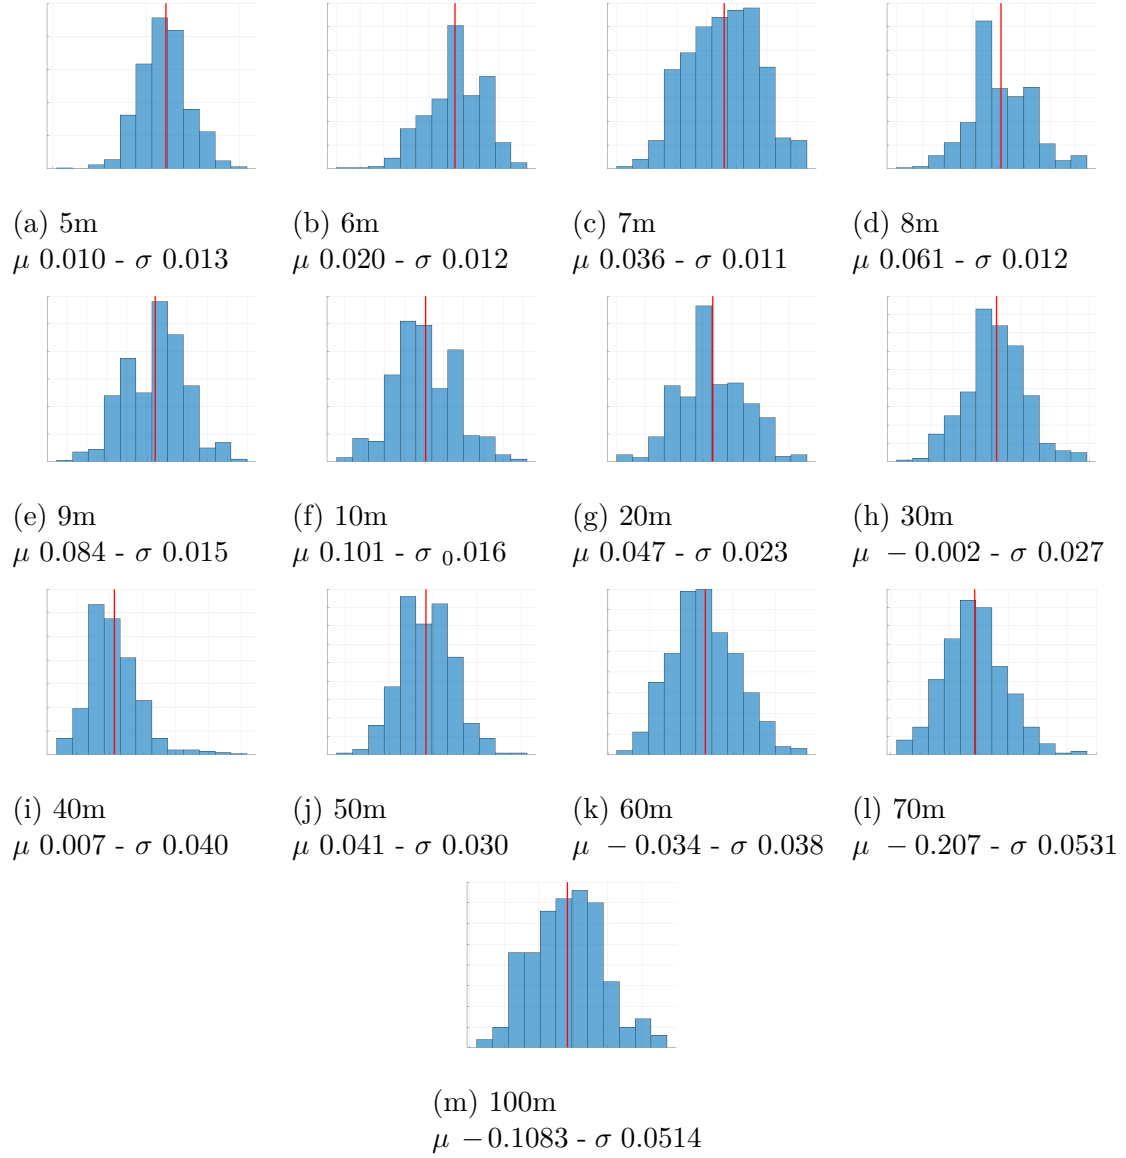 (a) 5m
μ 0.010 - σ 0.013
(b) 6m
μ 0.020 - σ 0.012
(c) 7m
μ 0.036 - σ 0.011
(d) 8m
μ 0.061 - σ 0.012
(e) 9m
μ 0.084 - σ 0.015
(f) 10m
μ 0.101 - σ ₀.016
(g) 20m
μ 0.047 - σ 0.023
(h) 30m
μ −0.002 - σ 0.027
(i) 40m
μ 0.007 - σ 0.040
(j) 50m
μ 0.041 - σ 0.030
(k) 60m
μ −0.034 - σ 0.038
(l) 70m
μ −0.207 - σ 0.0531
(m) 100m
μ −0.1083 - σ 0.0514